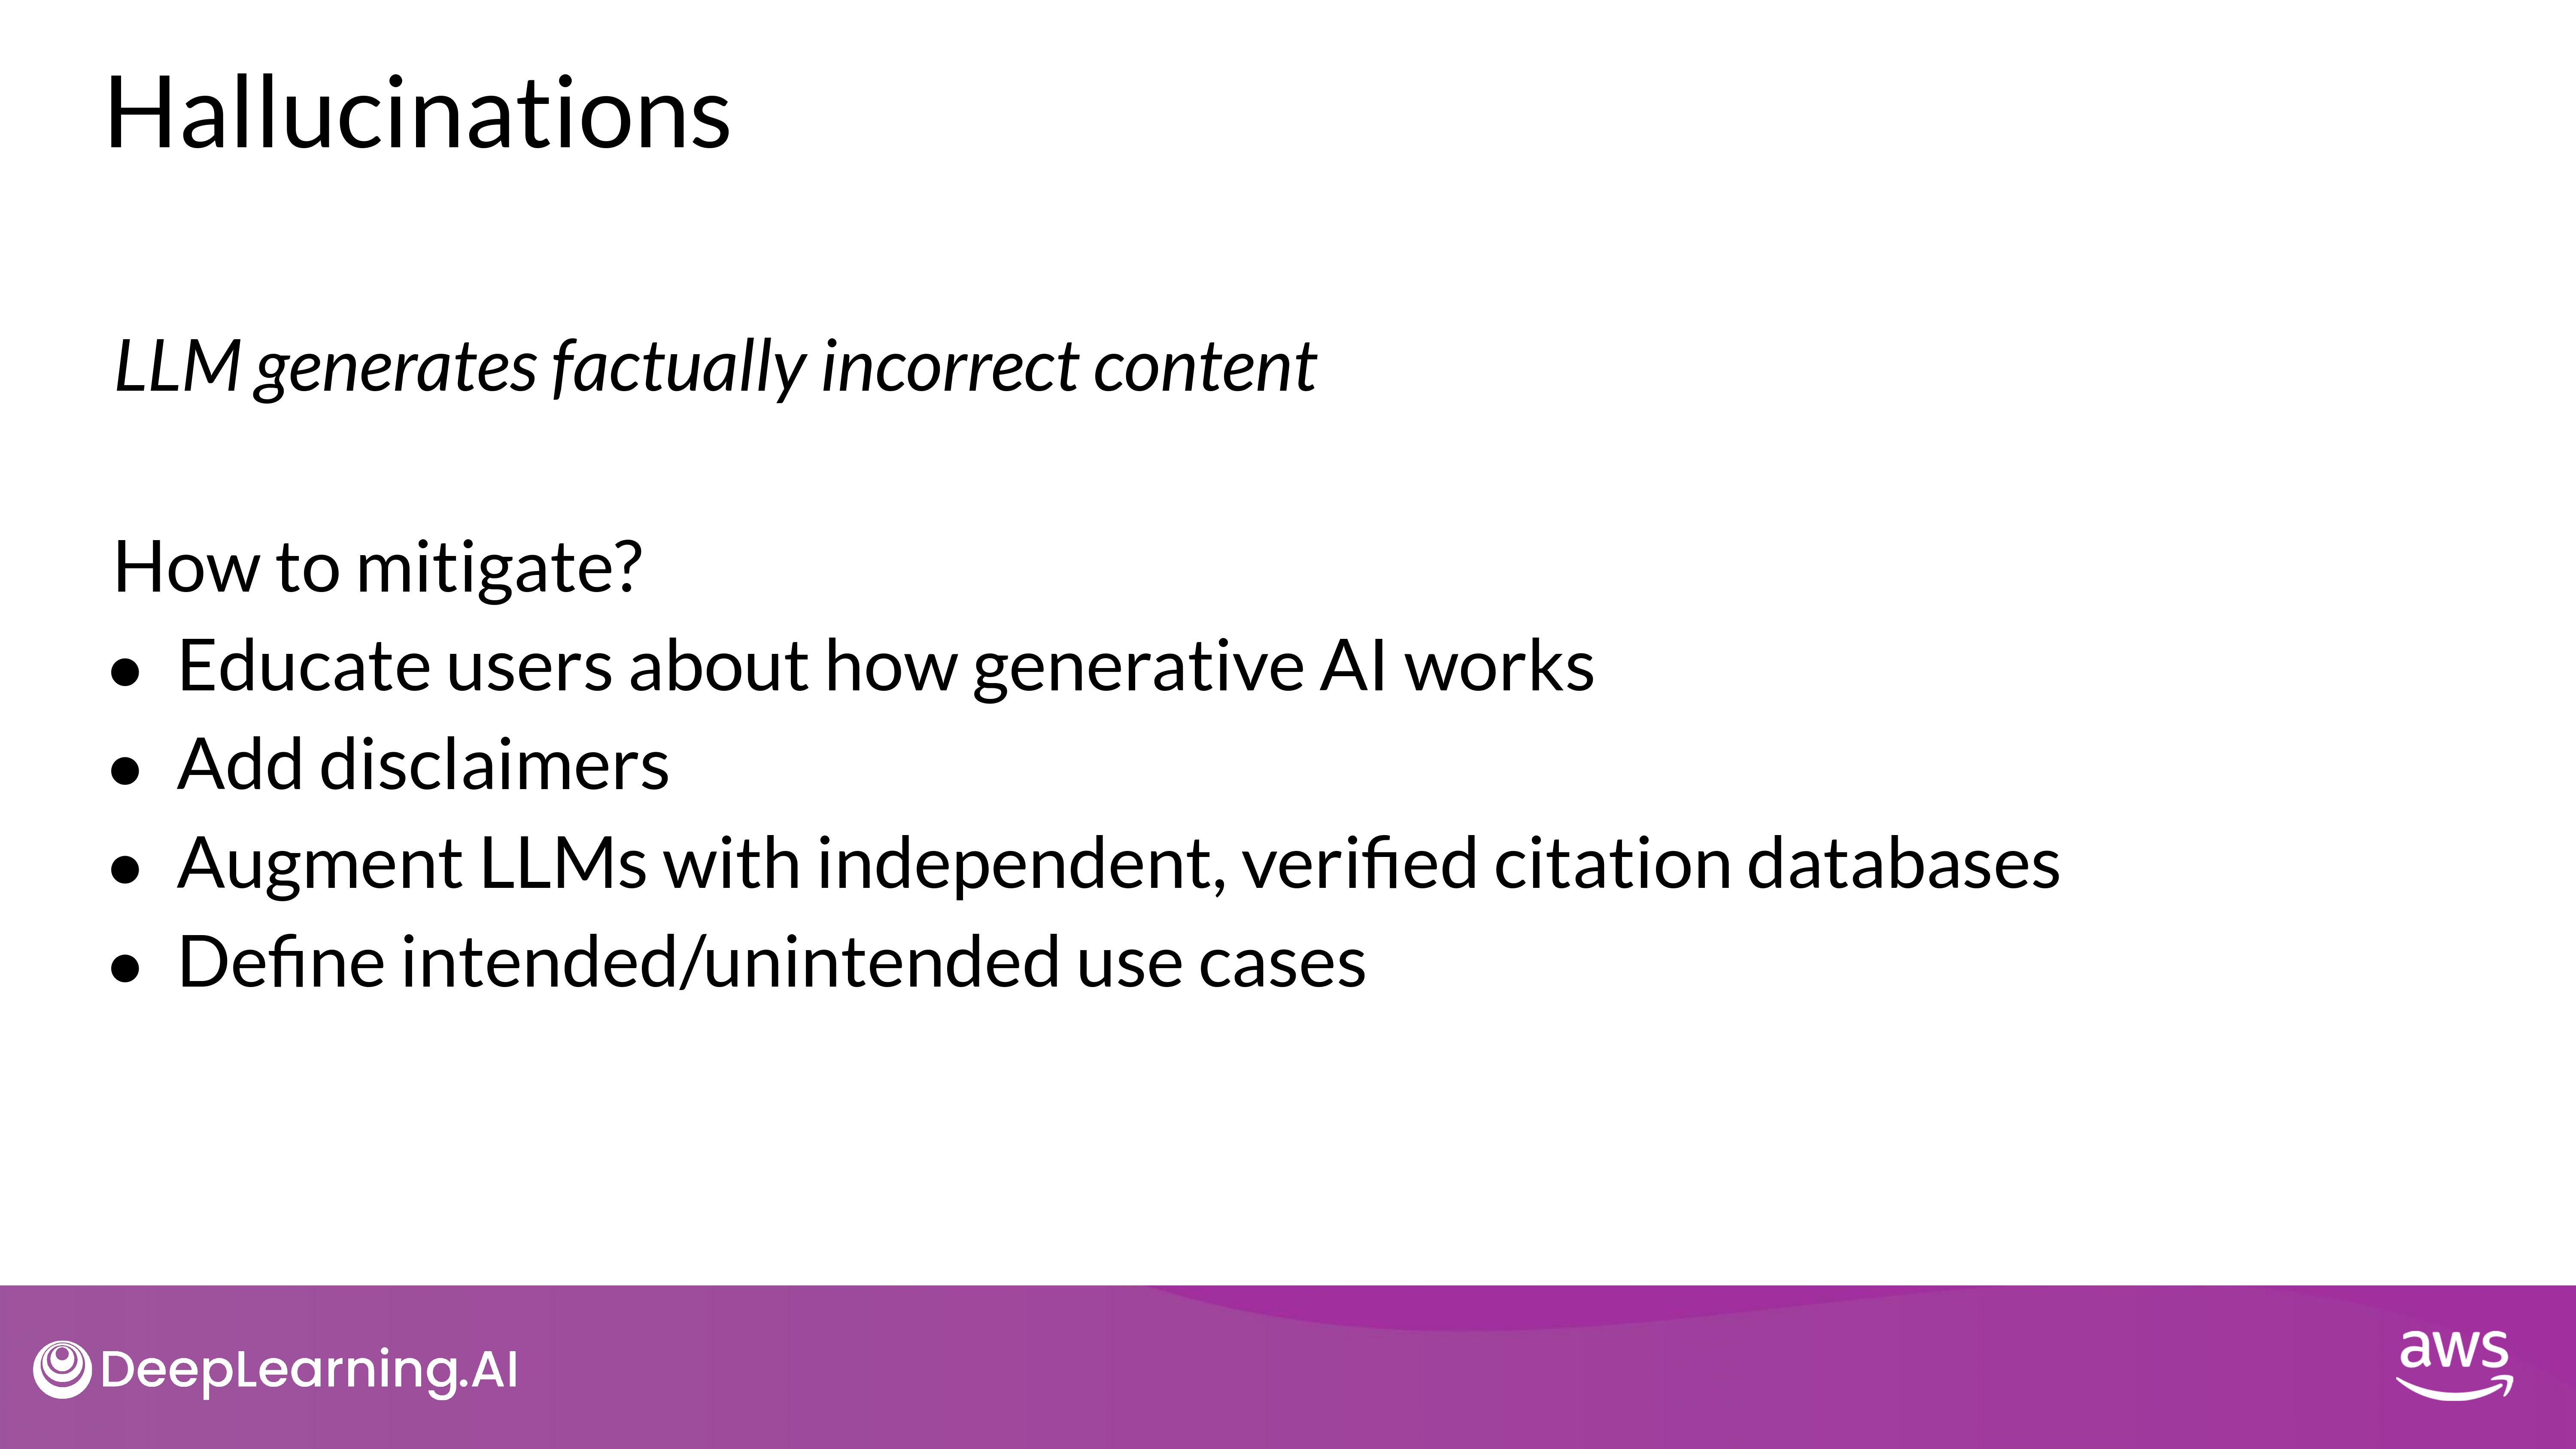 Hallucinations
LLM generates factually incorrect content
How to mitigate?
● Educate users about how generative AI works
● Add disclaimers
● Augment LLMs with independent, verified citation databases
● Define intended/unintended use cases
DeepLearning.AI
aws